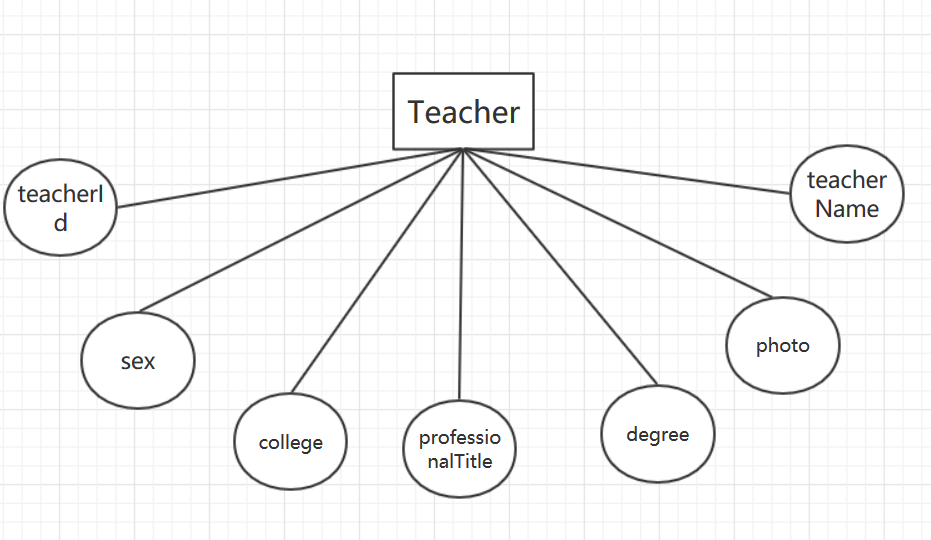 Teacher
teacherI
d
teacher
Name
sex
photo
college
professio
nalTitle
degree